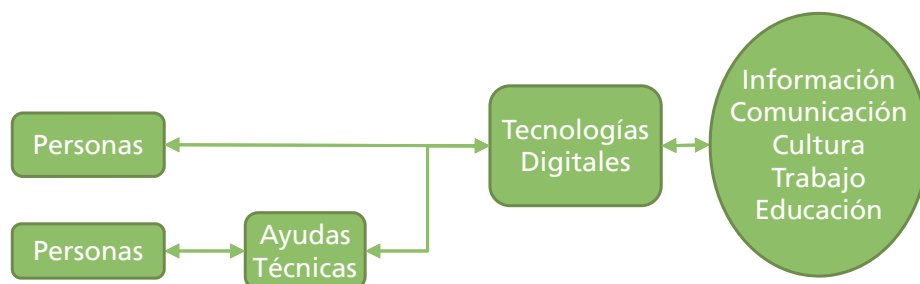 Personas
Tecnologías
Digitales
Información
Comunicación
Cultura
Trabajo
Educación
Personas
Ayudas
Técnicas